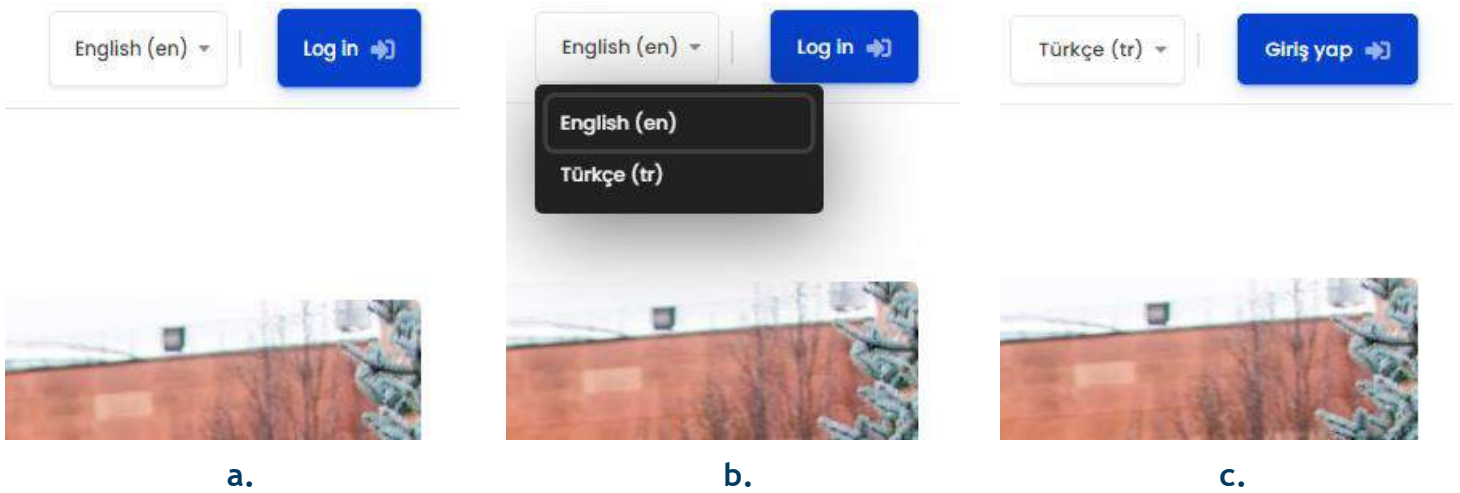 English (en)
Log in
English (en)
Log in
English (en)
Türkçe (tr)
Türkçe (tr)
Giriş yap
a.
b.
c.